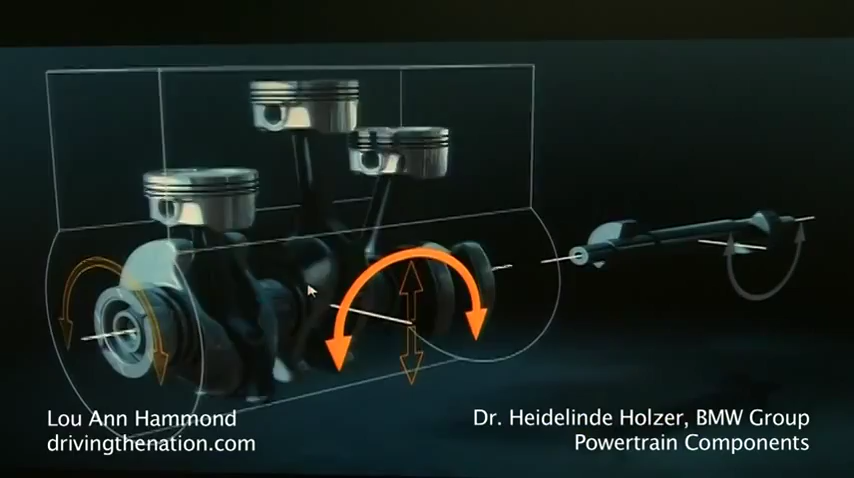 Lou Ann Hammond
drivingthenation.com
Dr. Heidelinde Holzer, BMW Group
Powertrain Components